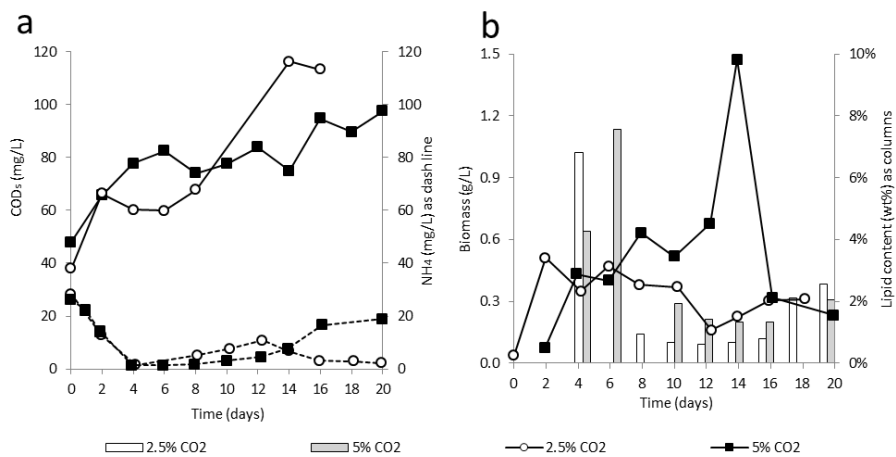 a
120
100
80
60
40
20
0
CODs (mg/L)
120
100
80
60
40
20
0
NH4 (mg/L) as dash line
0 2 4 6 8 10 12 14 16 18 20
Time (days)
b
1.5
1.2
0.9
0.6
0.3
0.0
Biomass (g/L)
10%
8%
6%
4%
2%
0%
Lipid content (wt%) as columns
0 2 4 6 8 10 12 14 16 18 20
Time (days)
2.5% CO2 5% CO2 2.5% CO2 5% CO2